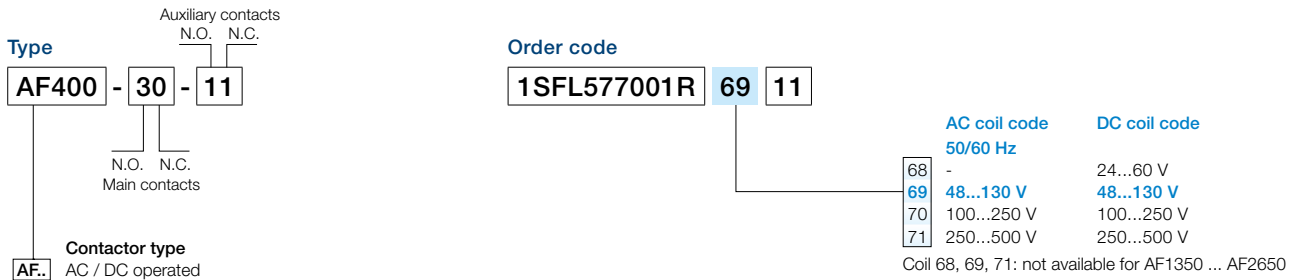 Auxiliary contacts
N.O. N.C.
Type
AF400 - 30 - 11
N.O. N.C.
Main contacts
Contactor type
AF.. AC / DC operated
Order code
1SFL577001R 69 11
AC coil code DC coil code
50/60 Hz
68 - 24...60 V
69 48...130 V 48...130 V
70 100...250 V 100...250 V
71 250...500 V 250...500 V
Coil 68, 69, 71: not available for AF1350 ... AF2650